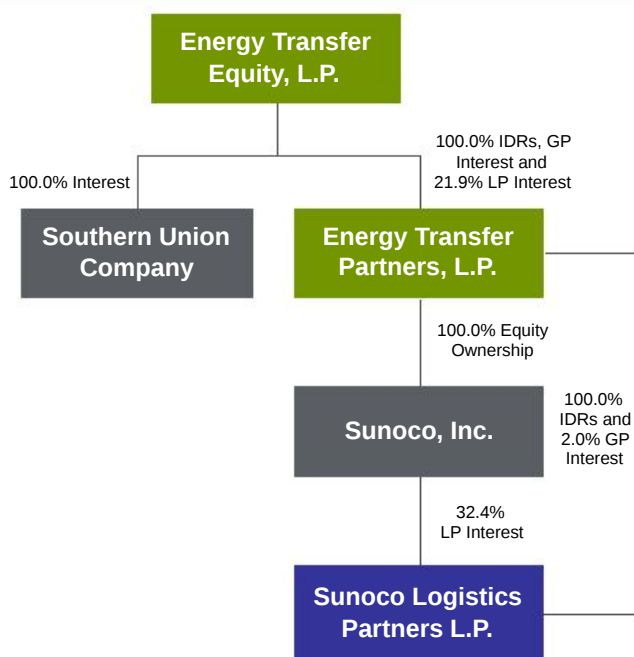 Energy Transfer
Equity, L.P.
100.0% Interest
100.0% IDRs, GP
Interest and
21.9% LP Interest
Southern Union
Company
Energy Transfer
Partners, L.P.
100.0% Equity
Ownership
Sunoco, Inc.
100.0%
IDRs and
2.0% GP
Interest
32.4%
LP Interest
Sunoco Logistics
Partners L.P.